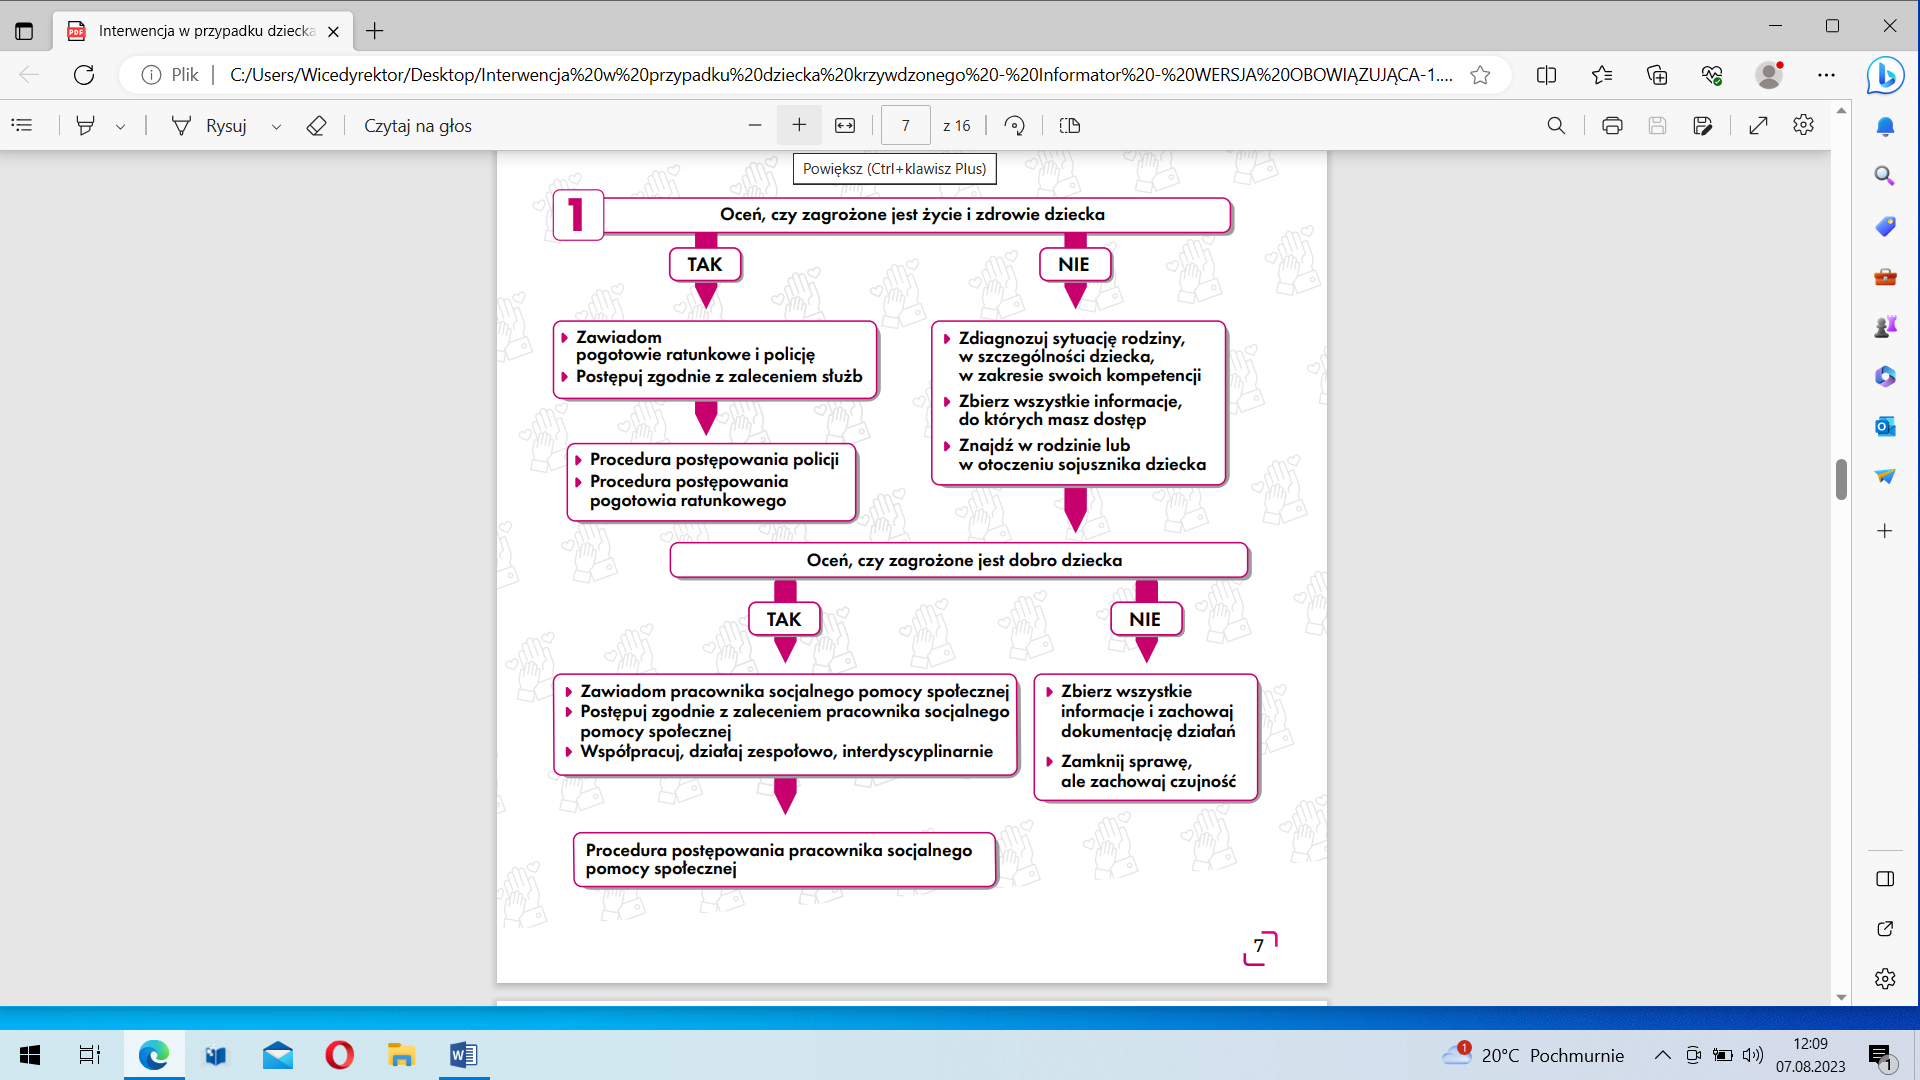 Interwencja w przypadku dziecka
Plik
C:/Users/Wicedyrektor/Desktop/Interwencja%20w%20przypadku%20dziecka%20krzywdzonego%20-%20Informator%20-%20WERSJA%20OBOWIĄZUJĄCA-1....
Rysuj
Czytaj na głos
7
z 16
Powiększ (Ctrl+klawisz Plus)
1
Oceń, czy zagrożone jest życie i zdrowie dziecka
TAK
NIE
Zawiadom
pogotowie ratunkowe i policję
Postępuj zgodnie z zaleceniem służb
Zdiagnozuj sytuację rodziny,
w szczególności dziecka,
w zakresie swoich kompetencji
Zbierz wszystkie informacje,
do których masz dostęp
Znajdź w rodzinie lub
w otoczeniu sojusznika dziecka
Procedura postępowania policji
Procedura postępowania
pogotowia ratunkowego
Oceń, czy zagrożone jest dobro dziecka
TAK
NIE
Zawiadom pracownika socjalnego pomocy społecznej
Postępuj zgodnie z zaleceniem pracownika socjalnego
pomocy społecznej
Współpracuj, działaj zespołowo, interdyscyplinarnie
Zbierz wszystkie
informacje i zachowaj
dokumentację działań
Zamknij sprawę,
ale zachowaj czujność
Procedura postępowania pracownika socjalnego
pomocy społecznej
7
1
20°C Pochmurnie
12:09
07.08.2023
1